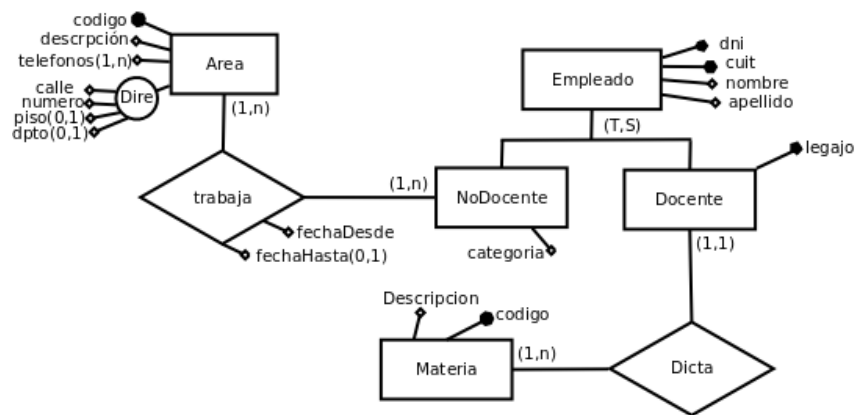 codigo
descrpción
telefonos(1,n)
calle
numero
piso(0,1)
dpto(0,1)
Dire
Area
(1,n)
trabaja
fechaDesde
fechaHasta(0,1)
(1,n)
Empleado
dni
cuit
nombre
apellido
(T,S)
NoDocente
categoria
Docente
legajo
(1,1)
Descripcion
codigo
Materia
(1,n)
Dicta